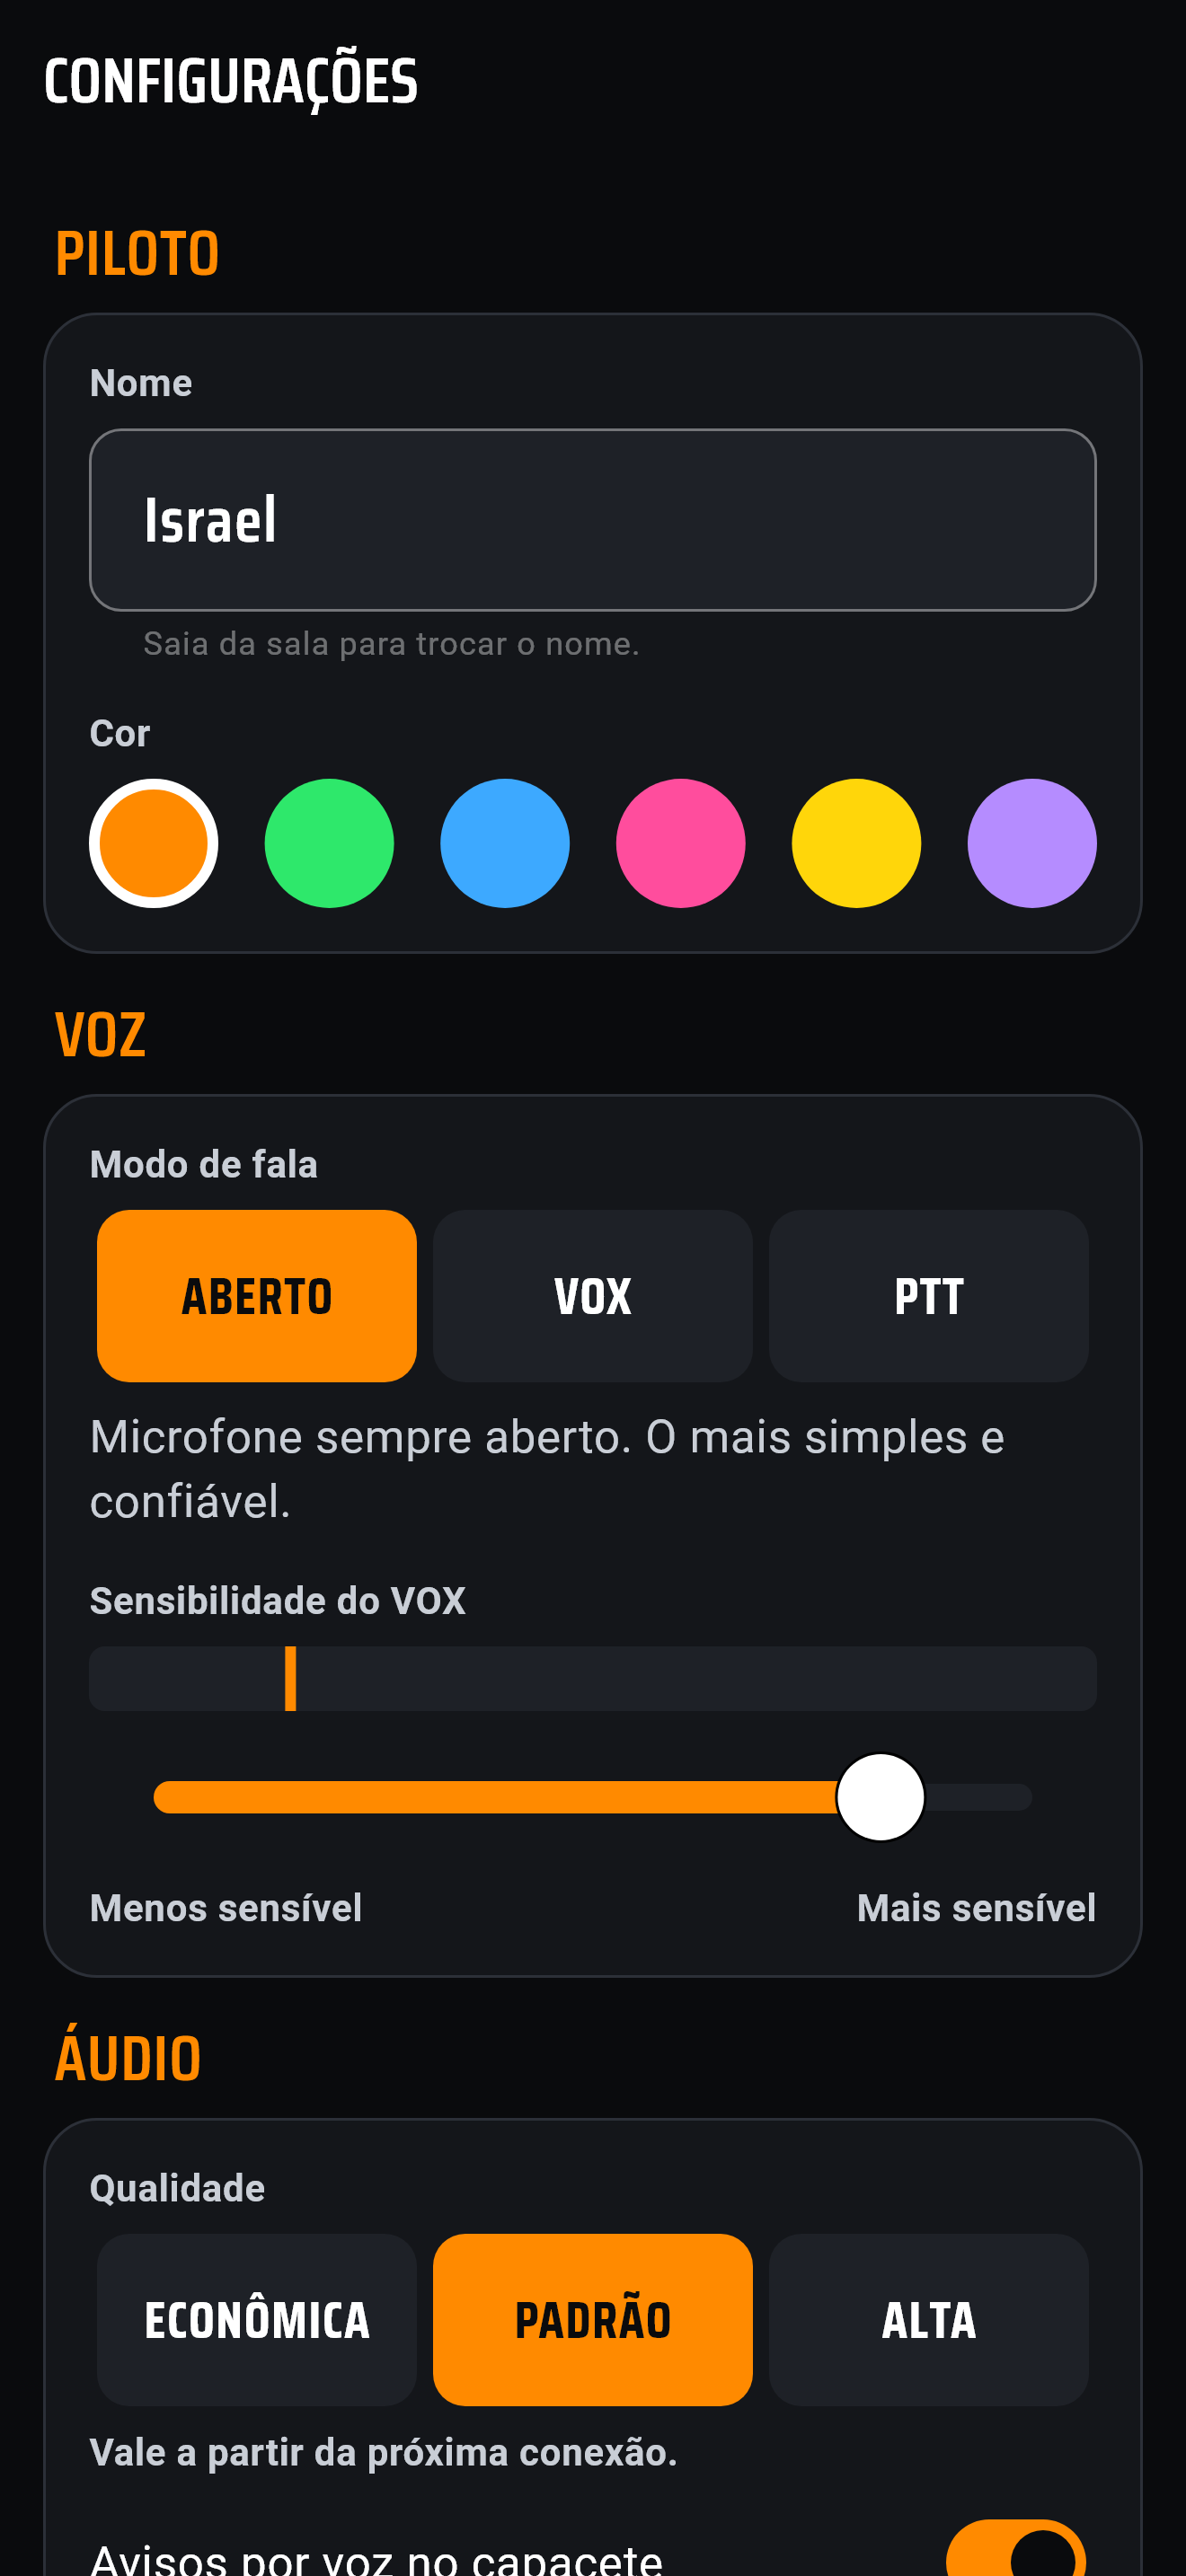 CONFIGURAÇÕES
PILOTO
Nome
Israel
Saia da sala para trocar o nome.
Cor
VOZ
Modo de fala
ABERTO VOX PTT
Microfone sempre aberto. O mais simples e
confiável.
Sensibilidade do VOX
Menos sensível Mais sensível
ÁUDIO
Qualidade
ECONÔMICA PADRÃO ALTA
Vale a partir da próxima conexão.
Avisos por voz no capacete